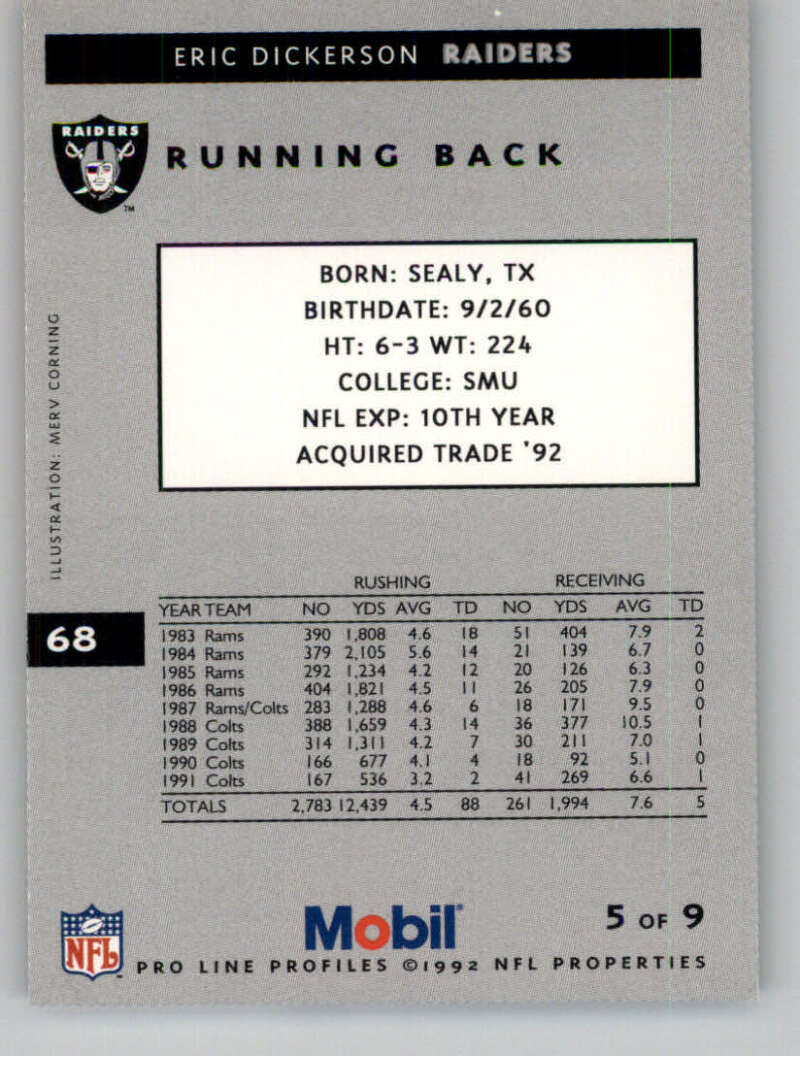 ERIC DICKERSON RAIDERS
RAIDERS
TM
RUNNING BACK
BORN: SEALY, TX
BIRTHDATE: 9/2/60
HT: 6-3 WT: 224
COLLEGE: SMU
NFL EXP: 10TH YEAR
ACQUIRED TRADE '92
ILLUSTRATION: MERV CORNING
68
RUSHING RECEIVING
YEAR TEAM NO YDS AVG TD NO YDS AVG TD
1983 Rams 390 1,808 4.6 18 51 404 7.9 2
1984 Rams 379 2,105 5.6 14 21 139 6.7 0
1985 Rams 292 1,234 4.2 12 20 126 6.3 0
1986 Rams 404 1,821 4.5 11 26 205 7.9 0
1987 Rams/Colts 283 1,288 4.6 6 18 171 9.5 0
1988 Colts 388 1,659 4.3 14 36 377 10.5 1
1989 Colts 314 1,311 4.2 7 30 211 7.0 1
1990 Colts 166 677 4.1 4 18 92 5.1 0
1991 Colts 167 536 3.2 2 41 269 6.6 1
TOTALS 2,783 12,439 4.5 88 261 1,994 7.6 5
NFL
Mobil®
5 OF 9
PRO LINE PROFILES ©1992 NFL PROPERTIES